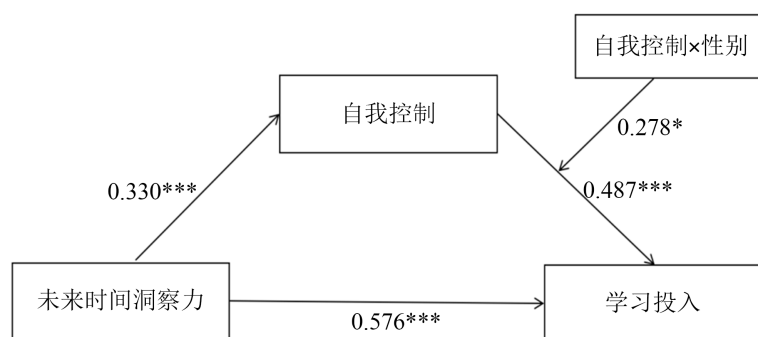 自我控制×性别
自我控制
0.278*
0.330***
0.487***
未来时间洞察力
学习投入
0.576***